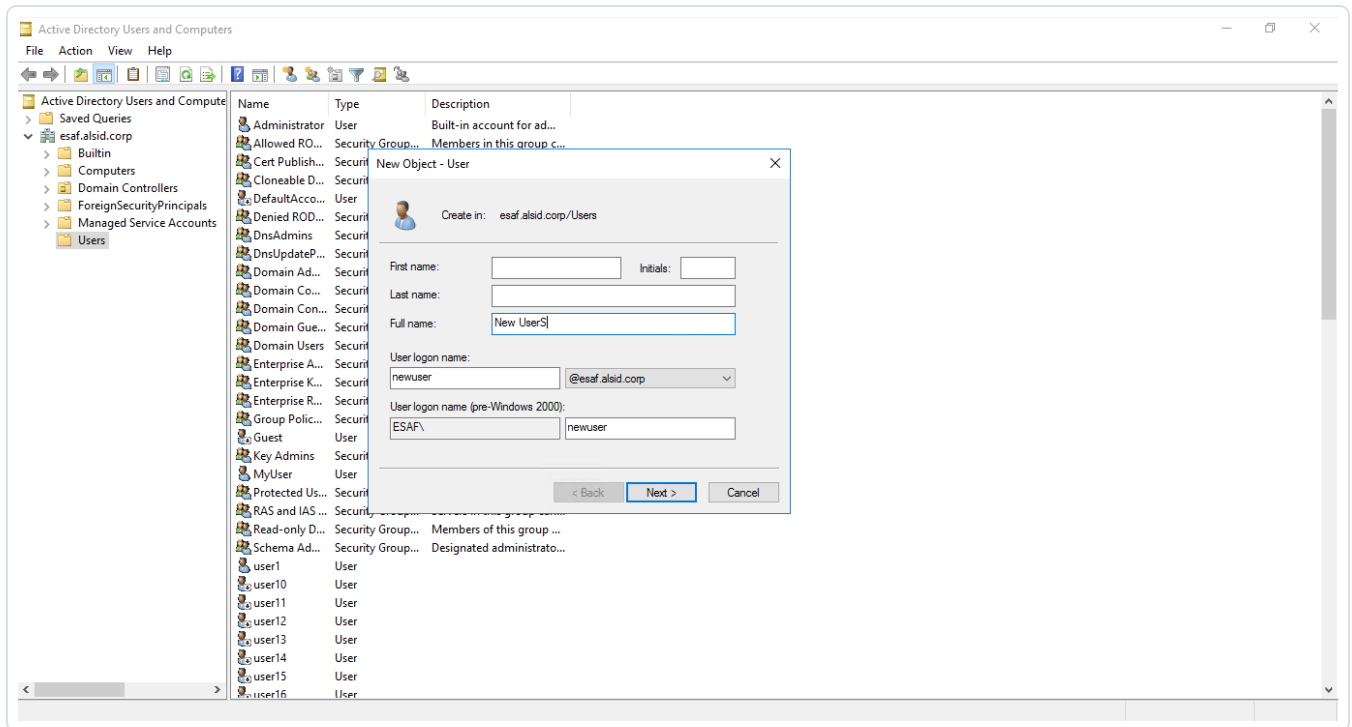 Active Directory Users and Computers
File Action View Help
Active Directory Users and Compute
Saved Queries
esaf.alsid.corp
Builtin
Computers
Domain Controllers
ForeignSecurityPrincipals
Managed Service Accounts
Users
Name Type Description
Administrator User Built-in account for ad...
Allowed RO... Security Group... Members in this group c...
Cert Publish... Securit
Cloneable D... Securit
DefaultAcco... User
Denied ROD... Securit
DnsAdmins Securit
DnsUpdateP... Securit
Domain Ad... Securit
Domain Co... Securit
Domain Con... Securit
Domain Gue... Securit
Domain Users Securit
Enterprise A... Securit
Enterprise K... Securit
Enterprise R... Securit
Group Polic... Securit
Guest User
Key Admins Securit
MyUser User
Protected Us... Securit
RAS and IAS ... Security
Read-only D... Security Group... Members of this group ...
Schema Ad... Security Group... Designated administrato...
user1 User
user10 User
user11 User
user12 User
user13 User
user14 User
user15 User
user16 User
New Object - User
Create in: esaf.alsid.corp/Users
First name: Initials:
Last name:
Full name: New UserS
User logon name:
newuser @esaf.alsid.corp
User logon name (pre-Windows 2000):
ESAF\ newuser
< Back Next > Cancel